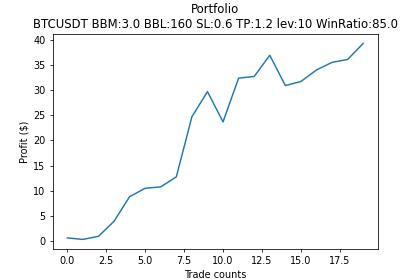 Portfolio
BTCUSDT BBM:3.0 BBL:160 SL:0.6 TP:1.2 lev:10 WinRatio:85.0
40
35
30
25
20
15
10
5
0
Profit ($)
0.0 2.5 5.0 7.5 10.0 12.5 15.0 17.5
Trade counts